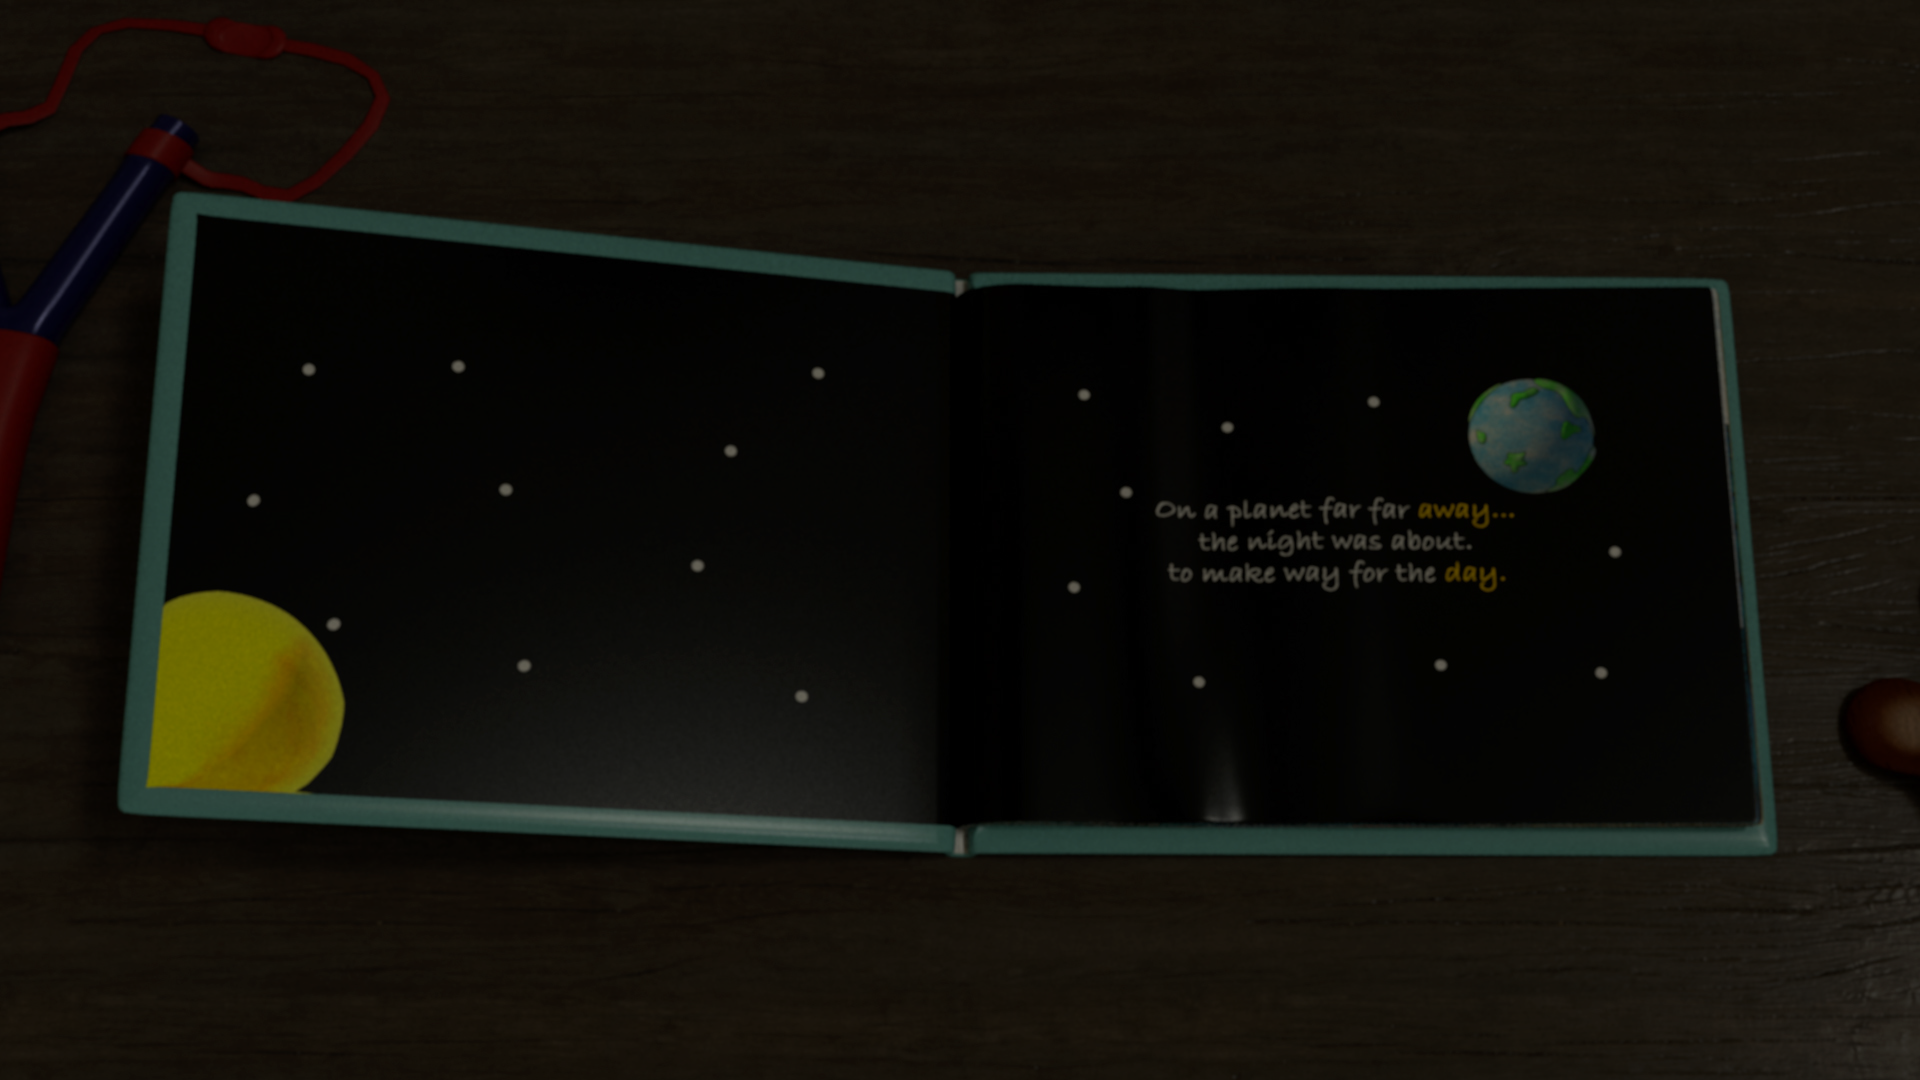 On a planet far far away...
the night was about.
to make way for the day.